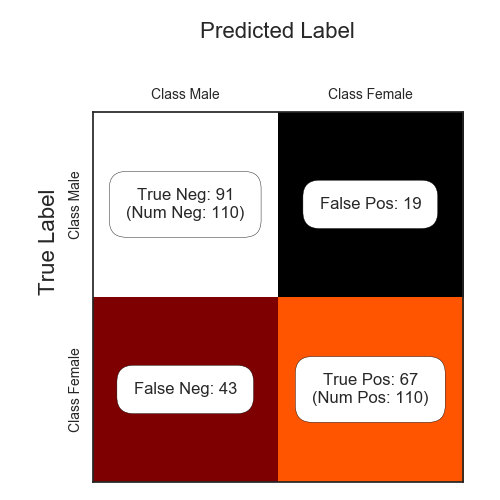 Predicted Label
Class Male
Class Female
True Label
Class Male
True Neg: 91
(Num Neg: 110)
False Pos: 19
Class Female
False Neg: 43
True Pos: 67
(Num Pos: 110)